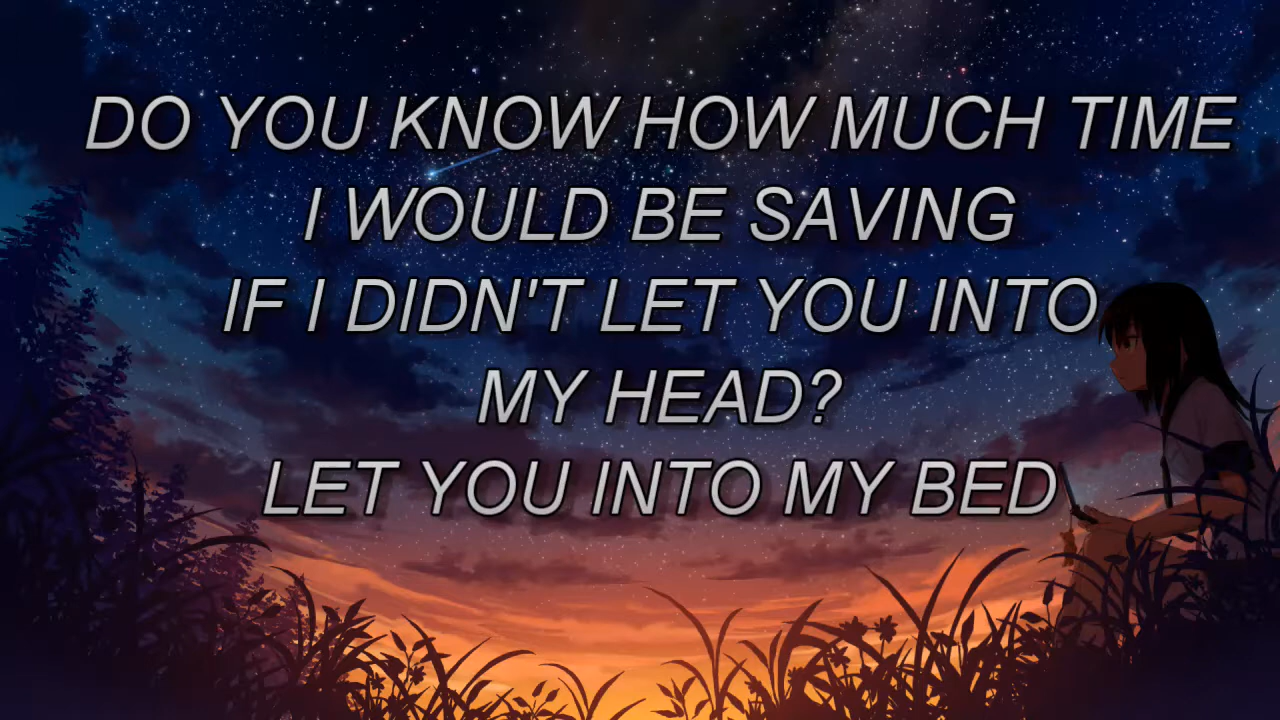 DO YOU KNOW HOW MUCH TIME
I WOULD BE SAVING
IF I DIDN'T LET YOU INTO
MY HEAD?
LET YOU INTO MY BED